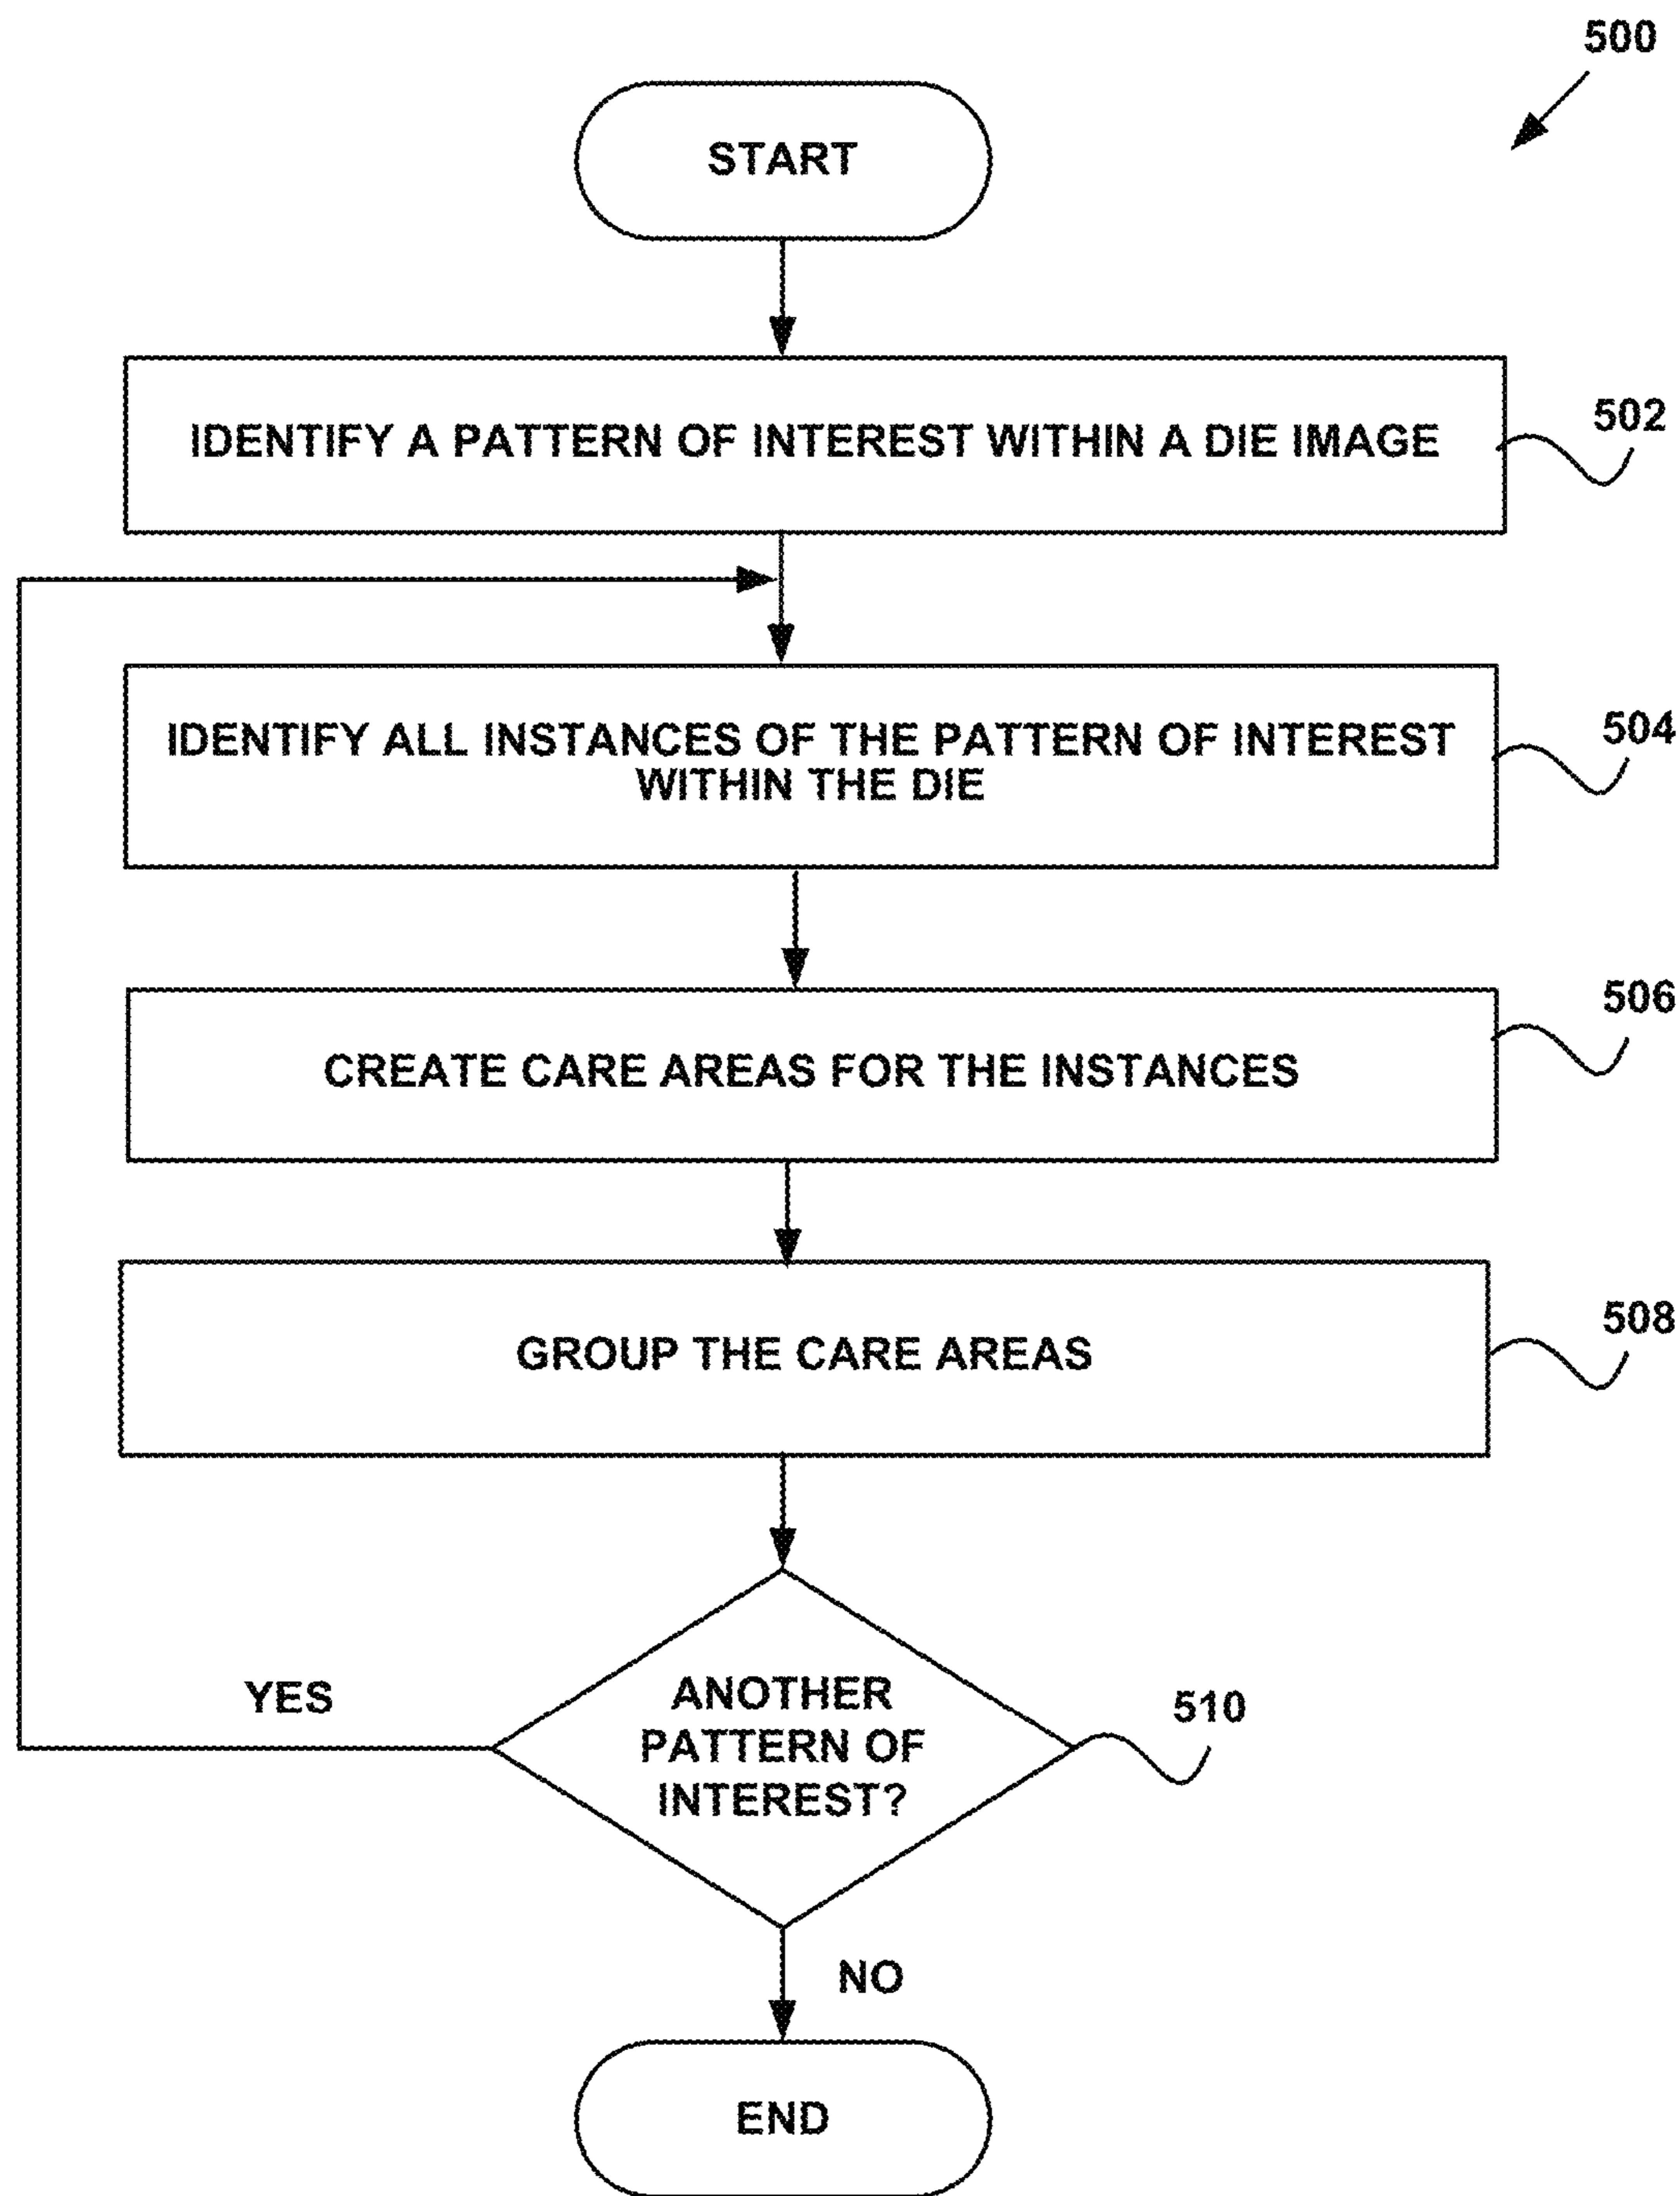 500
START
IDENTIFY A PATTERN OF INTEREST WITHIN A DIE IMAGE
502
IDENTIFY ALL INSTANCES OF THE PATTERN OF INTEREST
WITHIN THE DIE
504
CREATE CARE AREAS FOR THE INSTANCES
506
GROUP THE CARE AREAS
508
ANOTHER
PATTERN OF
INTEREST?
510
YES
NO
END